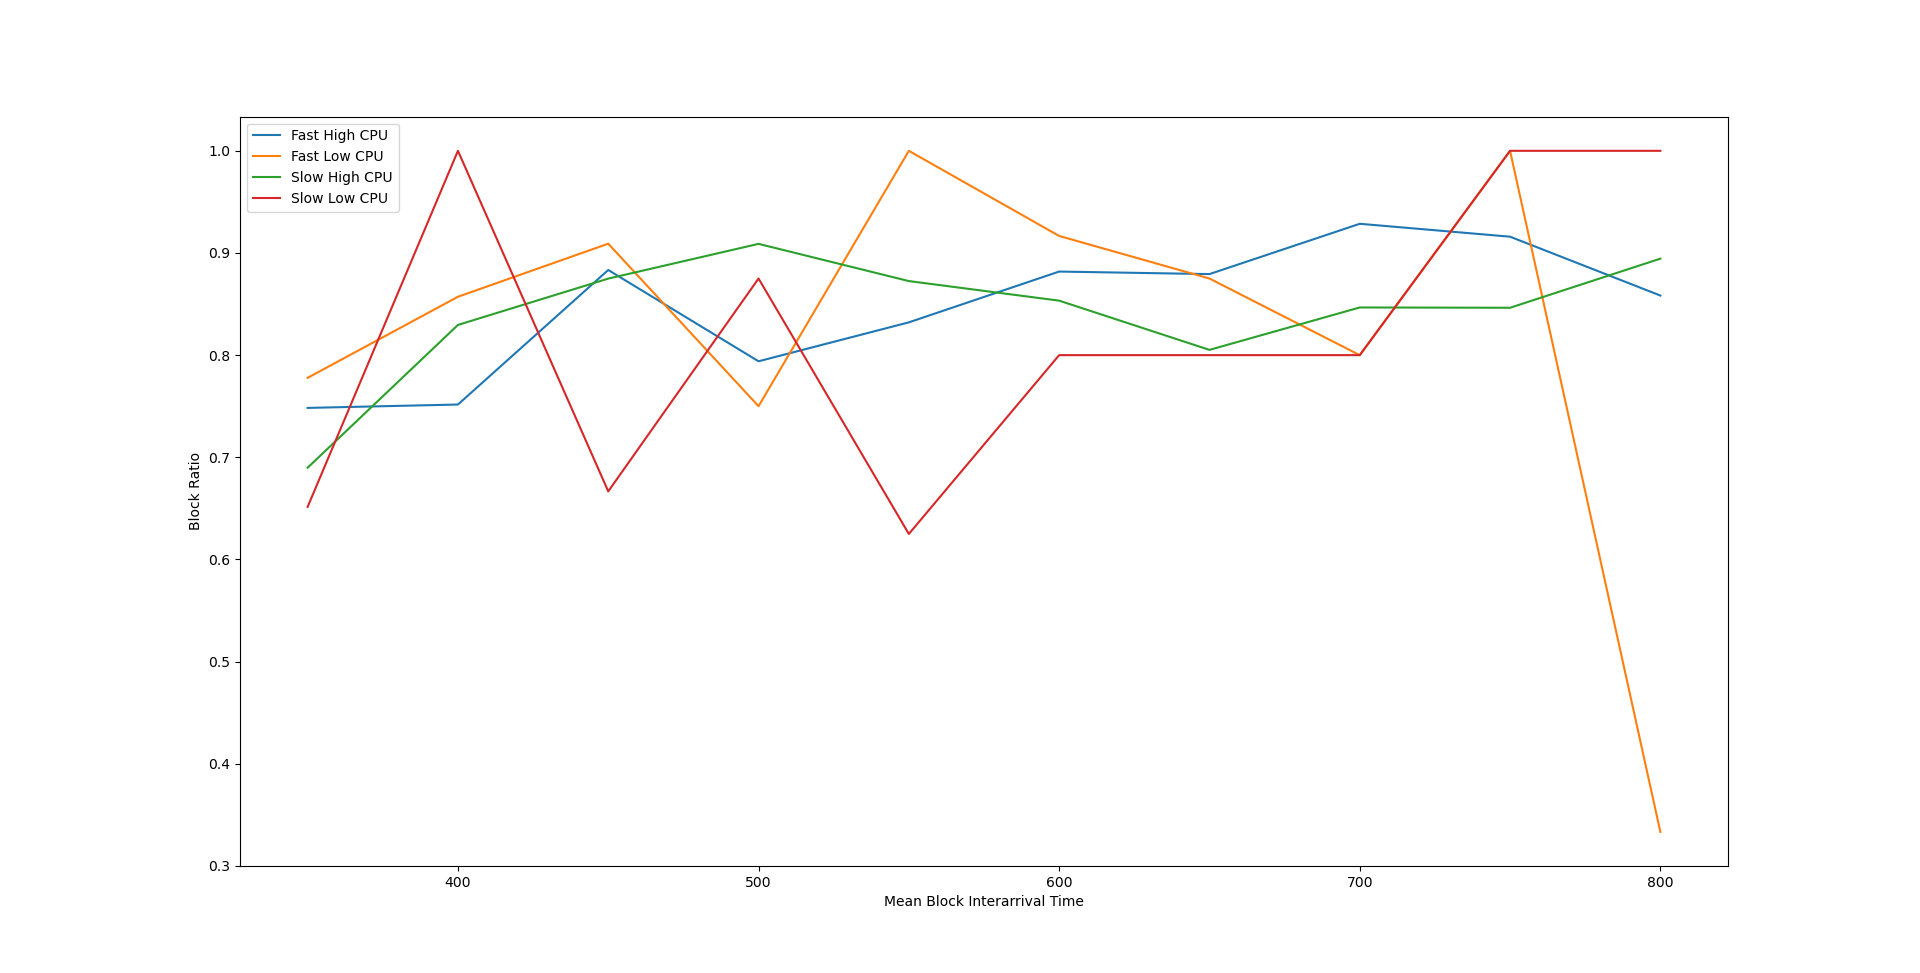 Fast High CPU
Fast Low CPU
Slow High CPU
Slow Low CPU
1.0
0.9
0.8
0.7
0.6
0.5
0.4
0.3
Block Ratio
400 500 600 700 800
Mean Block Interarrival Time